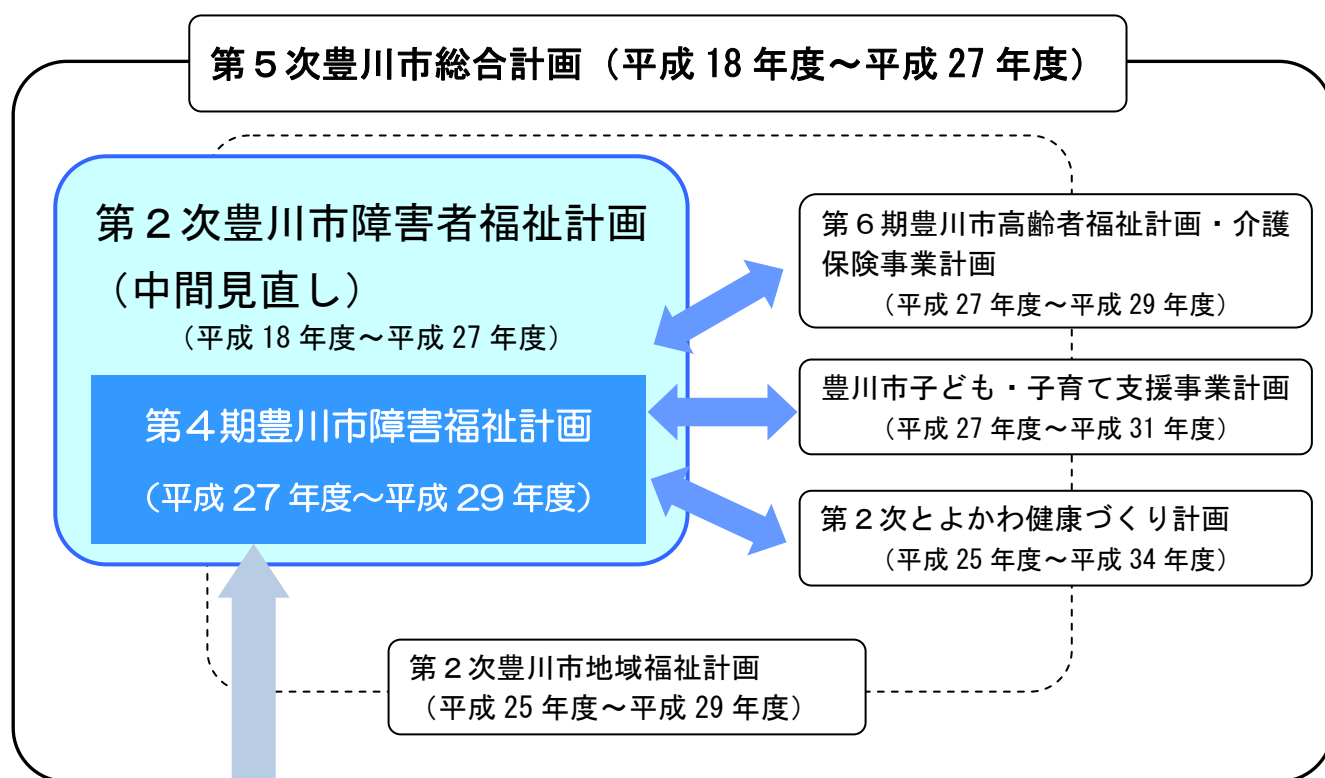 第５次豊川市総合計画（平成 18 年度～平成 27 年度）
第２次豊川市障害者福祉計画
（中間見直し）
（平成 18 年度～平成 27 年度）
第４期豊川市障害福祉計画
（平成 27 年度～平成 29 年度）
第６期豊川市高齢者福祉計画・介護
保険事業計画
（平成 27 年度～平成 29 年度）
豊川市子ども・子育て支援事業計画
（平成 27 年度～平成 31 年度）
第２次とよかわ健康づくり計画
（平成 25 年度～平成 34 年度）
第２次豊川市地域福祉計画
（平成 25 年度～平成 29 年度）